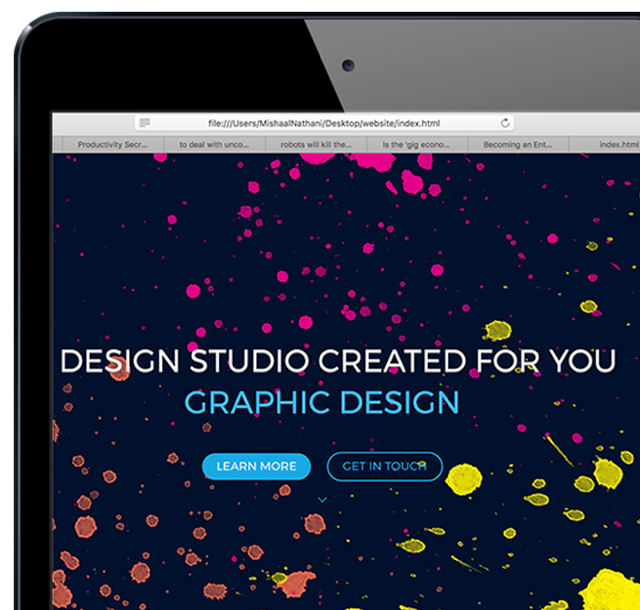 file:///Users/MishaalNathani/Desktop/website/index.html
Productivity Secr... to deal with unco... robots will kill the... Is the 'gig econo... Becoming an Ent... index.html
DESIGN STUDIO CREATED FOR YOU
GRAPHIC DESIGN
LEARN MORE GET IN TOUCH